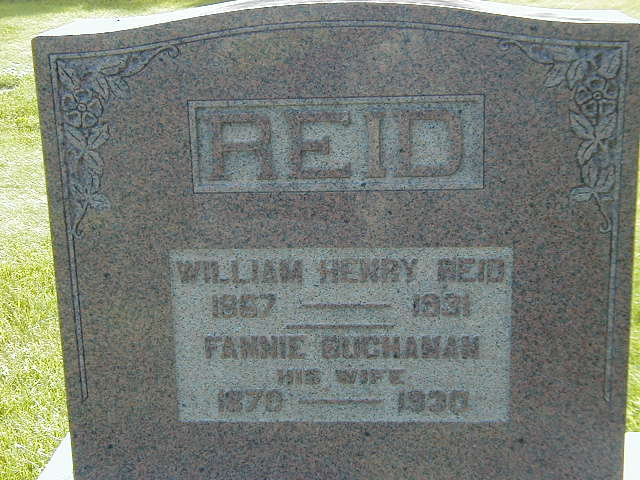 REID
WILLIAM HENRY REID
1867 — 1931
FANNIE BUCHANAN
HIS WIFE
1870 — 1930